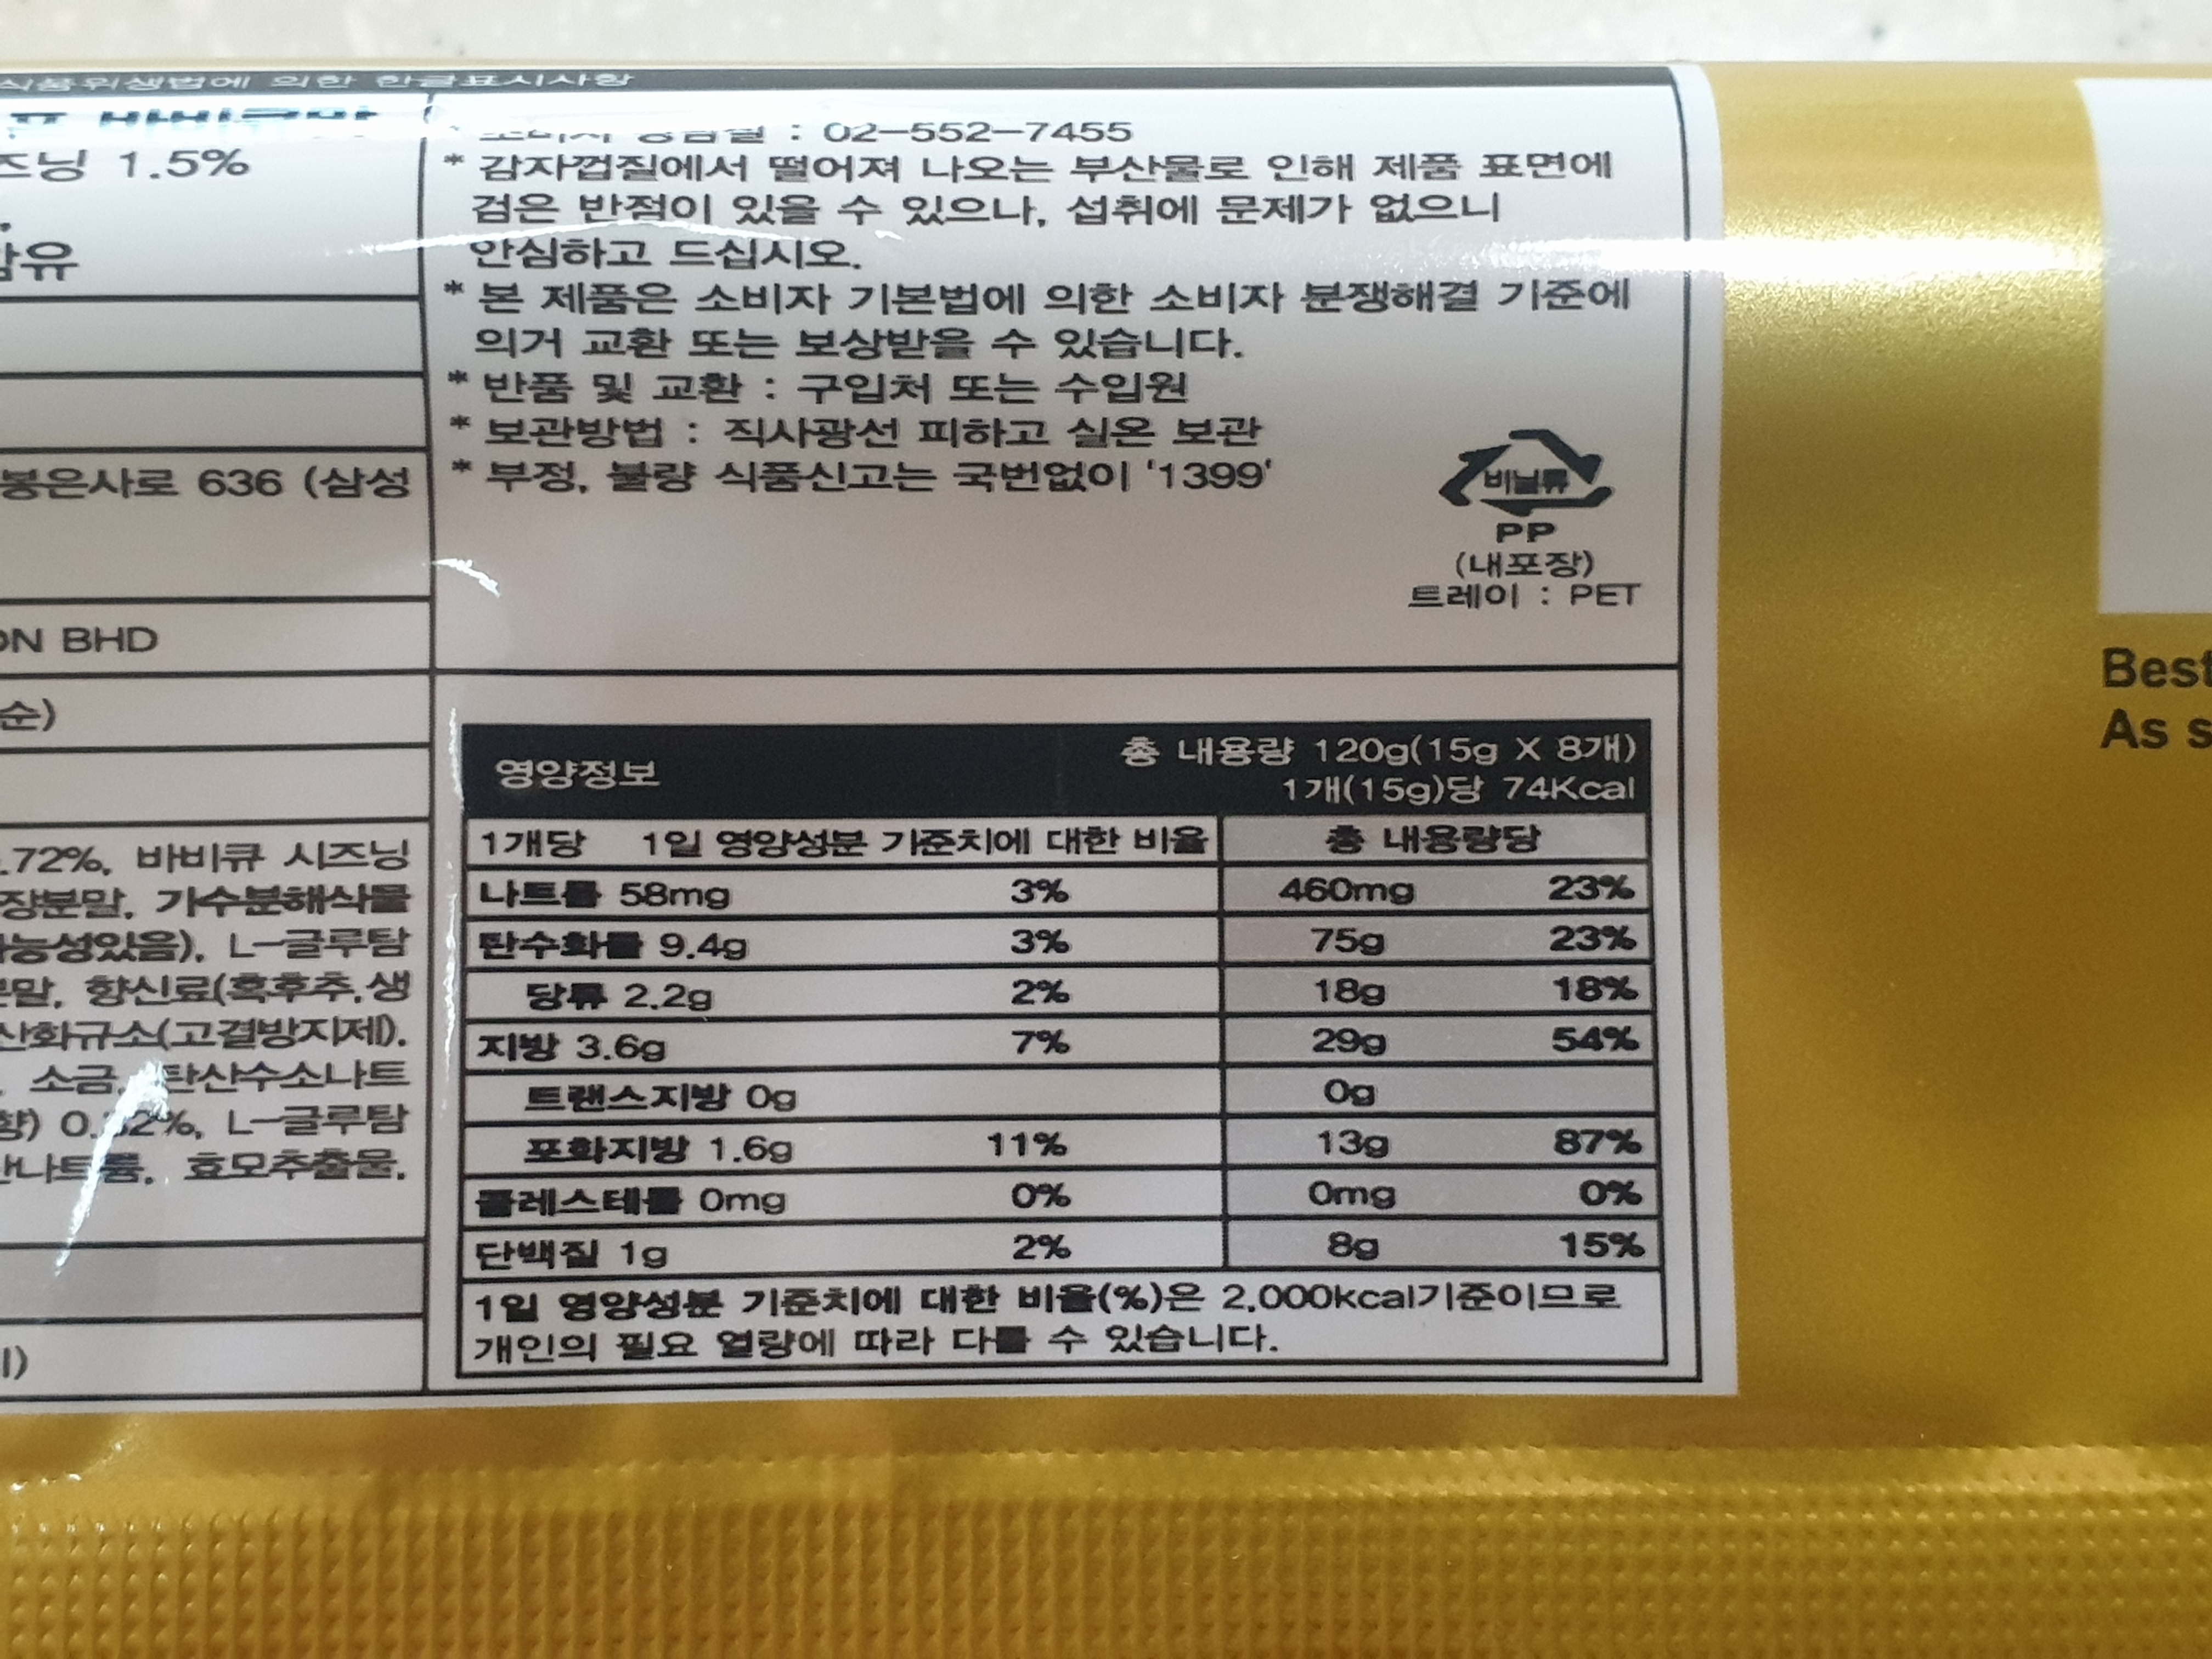 식품위생법에 의한 한글표시사항
즈닝 1.5%
함유
봉은사로 636 (삼성
ON BHD
순)
.72%, 바비큐 시즈닝
장분말, 가수분해식물
가능성있음), L-글루탐
분말, 향신료(흑후추,생
산화규소(고결방지제),
소금, 탄산수소나트
향) 0. 2%, L-글루탐
산나트륨, 효모추출물,
: 02-552-7455
* 감자껍질에서 떨어져 나오는 부산물로 인해 제품 표면에
검은 반점이 있을 수 있으나, 섭취에 문제가 없으니
안심하고 드십시오.
* 본 제품은 소비자 기본법에 의한 소비자 분쟁해결 기준에
의거 교환 또는 보상받을 수 있습니다.
* 반품 및 교환 : 구입처 또는 수입원
* 보관방법 : 직사광선 피하고 실온 보관
* 부정, 불량 식품신고는 국번없이 '1399'
비닐류
PP
(내포장)
트레이 : PET
영양정보
총 내용량 120g(15g X 8개)
1개(15g)당 74Kcal
1개당 1일 영양성분 기준치에 대한 비율 총 내용량당
나트륨 58mg 3% 460mg 23%
탄수화물 9.4g 3% 75g 23%
당류 2.2g 2% 18g 18%
지방 3.6g 7% 29g 54%
트랜스지방 0g 0g
포화지방 1.6g 11% 13g 87%
콜레스테롤 0mg 0% 0mg 0%
단백질 1g 2% 8g 15%
1일 영양성분 기준치에 대한 비율(%)은 2,000kcal기준이므로
개인의 필요 열량에 따라 다를 수 있습니다.
Best
As s